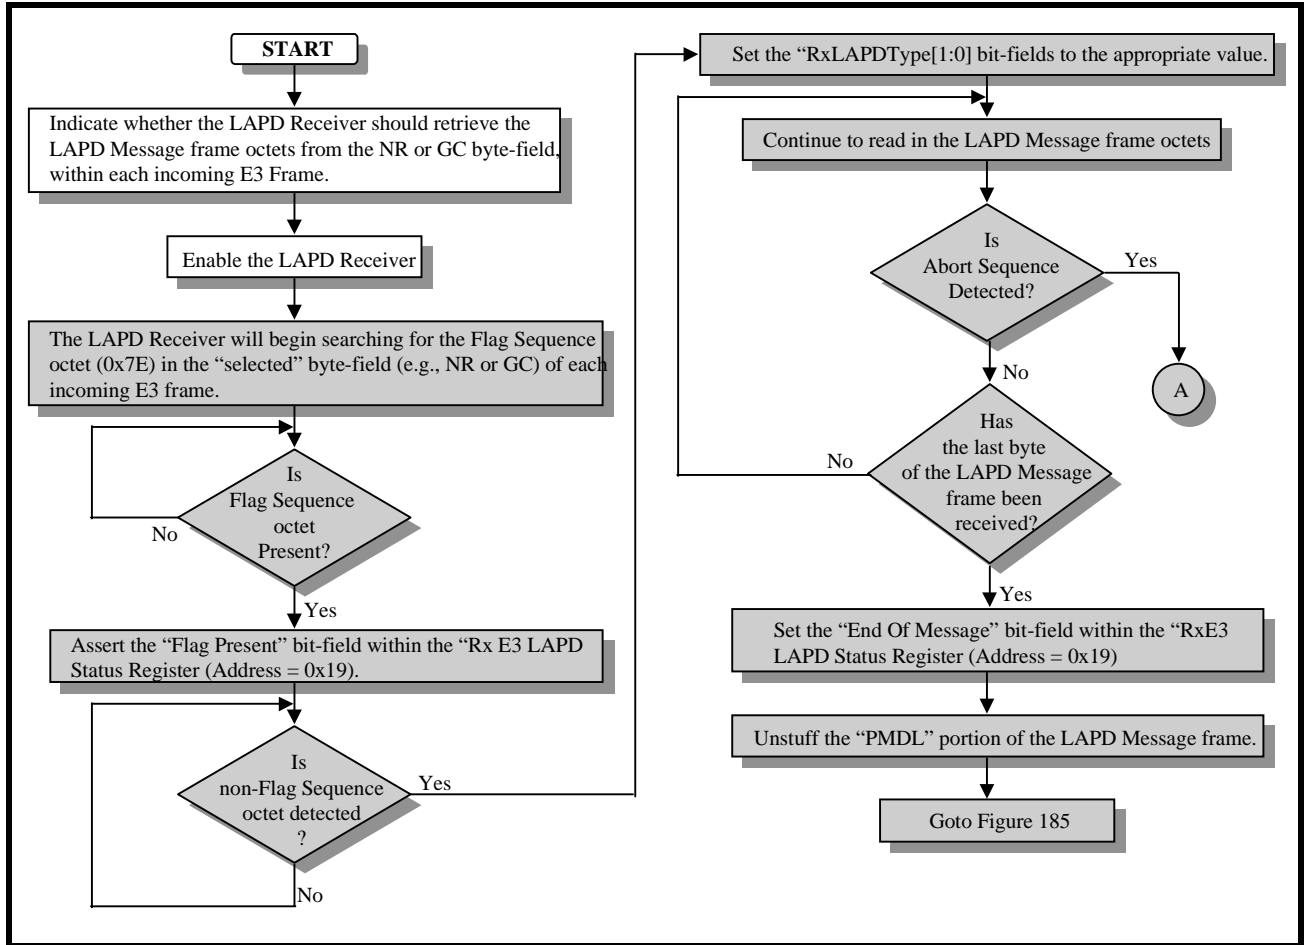 START
Indicate whether the LAPD Receiver should retrieve the
LAPD Message frame octets from the NR or GC byte-field,
within each incoming E3 Frame.
Enable the LAPD Receiver
The LAPD Receiver will begin searching for the Flag Sequence
octet (0x7E) in the “selected” byte-field (e.g., NR or GC) of each
incoming E3 frame.
Is
Flag Sequence
octet
Present?
No
Yes
Assert the “Flag Present” bit-field within the “Rx E3 LAPD
Status Register (Address = 0x19).
Is
non-Flag Sequence
octet detected
?
Yes
No
Set the “RxLAPDType[1:0] bit-fields to the appropriate value.
Continue to read in the LAPD Message frame octets
Is
Abort Sequence
Detected?
Yes
A
No
Has
the last byte
of the LAPD Message
frame been
received?
No
Yes
Set the “End Of Message” bit-field within the “RxE3
LAPD Status Register (Address = 0x19)
Unstuff the “PMDL” portion of the LAPD Message frame.
Goto Figure 185